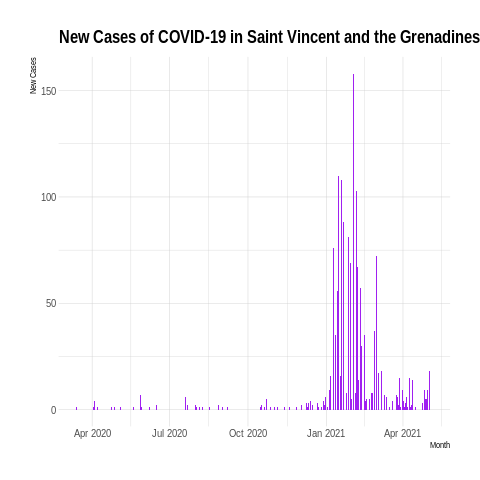 New Cases of COVID-19 in Saint Vincent and the Grenadines
New Cases
150
100
50
0
Apr 2020 Jul 2020 Oct 2020 Jan 2021 Apr 2021
Month